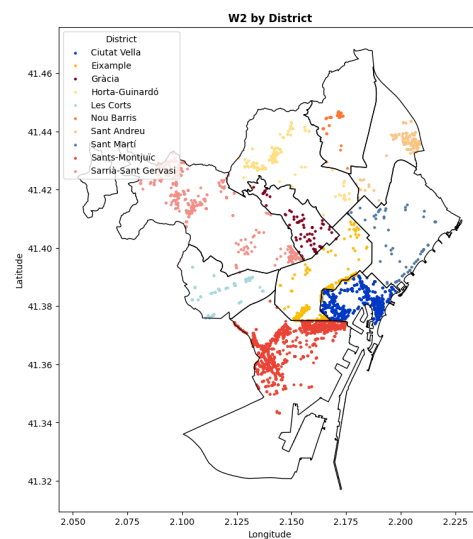 W2 by District
District
Ciutat Vella
Eixample
Gràcia
Horta-Guinardó
Les Corts
Nou Barris
Sant Andreu
Sant Martí
Sants-Montjuïc
Sarrià-Sant Gervasi
41.46
41.44
41.42
41.40
41.38
41.36
41.34
41.32
Latitude
2.050
2.075
2.100
2.125
2.150
2.175
2.200
2.225
Longitude